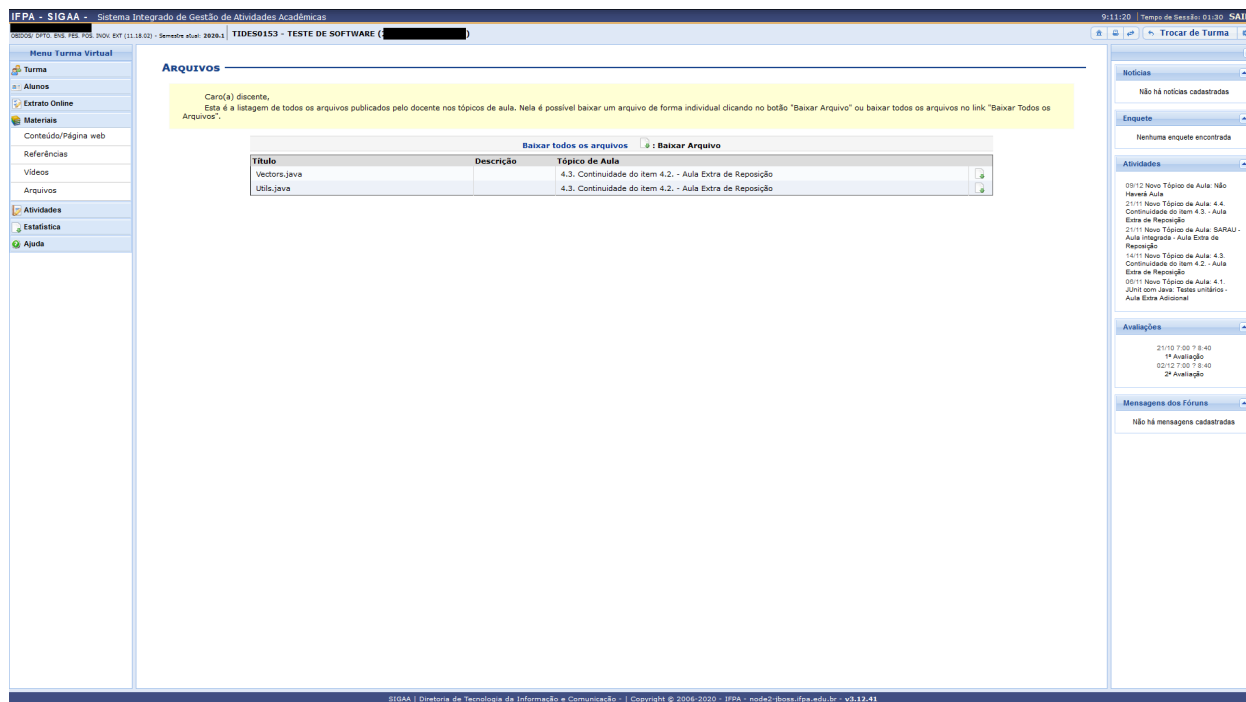 IFPA - SIGAA - Sistema Integrado de Gestão de Atividades Acadêmicas
9:11:20 | Tempo de Sessão: 01:30 SAI
OBIDOS/ DPTO. ENS. PES. POS. INOV. EXT (11.18.02) - Semestre atual: 2020.1
TIDES0153 - TESTE DE SOFTWARE ( )
Trocar de Turma
Menu Turma Virtual
Turma
Alunos
Extrato Online
Materiais
Conteúdo/Página web
Referências
Vídeos
Arquivos
Atividades
Estatística
Ajuda
Arquivos
Caro(a) discente,
Esta é a listagem de todos os arquivos publicados pelo docente nos tópicos de aula. Nela é possível baixar um arquivo de forma individual clicando no botão "Baixar Arquivo" ou baixar todos os arquivos no link "Baixar Todos os
Arquivos".
Baixar todos os arquivos : Baixar Arquivo
Título Descrição Tópico de Aula
Vectors.java 4.3. Continuidade do item 4.2. - Aula Extra de Reposição
Utils.java 4.3. Continuidade do item 4.2. - Aula Extra de Reposição
Notícias
Não há notícias cadastradas
Enquete
Nenhuma enquete encontrada
Atividades
09/12 Novo Tópico de Aula: Não
Haverá Aula
21/11 Novo Tópico de Aula: 4.4.
Continuidade do item 4.3. - Aula
Extra de Reposição
21/11 Novo Tópico de Aula: SARAU -
Aula integrada - Aula Extra de
Reposição
14/11 Novo Tópico de Aula: 4.3.
Continuidade do item 4.2. - Aula
Extra de Reposição
06/11 Novo Tópico de Aula: 4.1.
JUnit com Java: Testes unitários -
Aula Extra Adicional
Avaliações
21/10 7:00 ? 8:40
1ª Avaliação
02/12 7:00 ? 8:40
2ª Avaliação
Mensagens dos Fóruns
Não há mensagens cadastradas
SIGAA | Diretoria de Tecnologia da Informação e Comunicação - | Copyright © 2006-2020 - IFPA - node2-jboss.ifpa.edu.br - v3.12.41